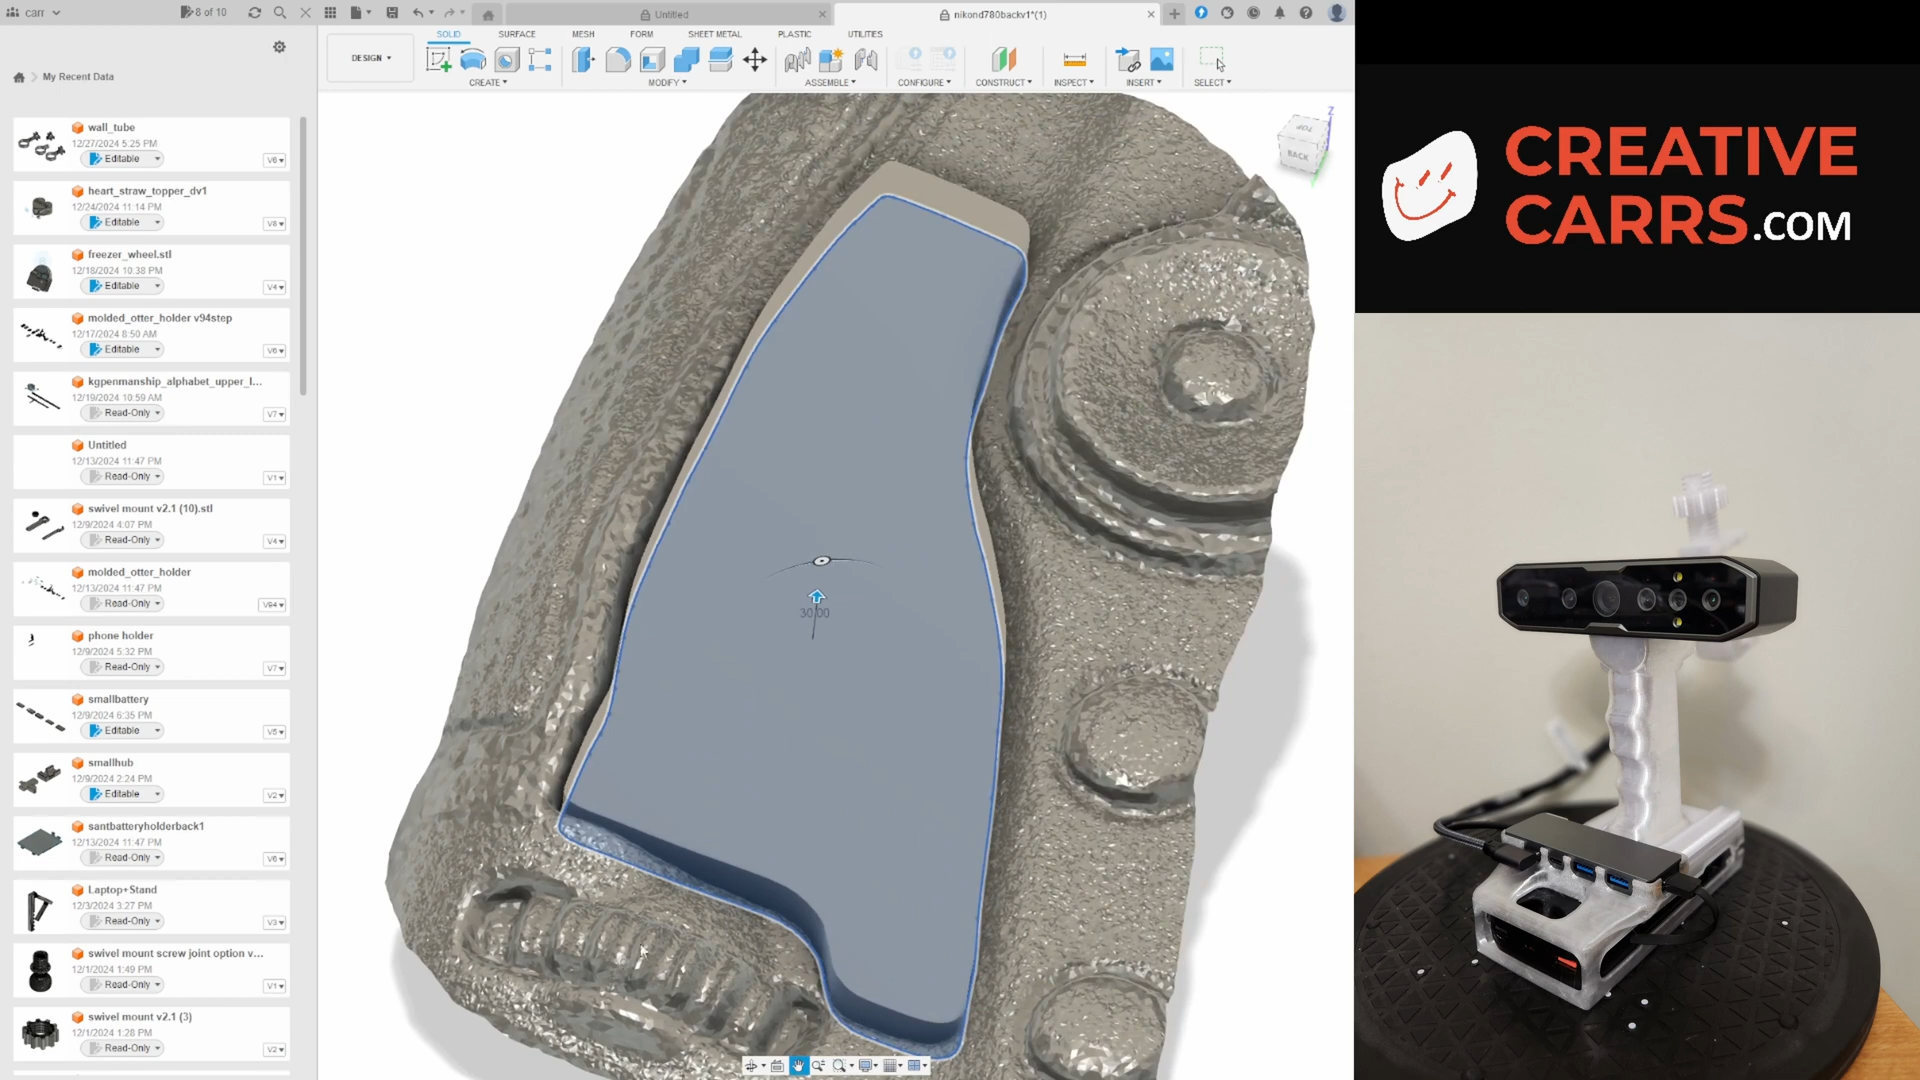 carr
8 of 10
Untitled
nikond780backv1*(1)
SOLID
SURFACE
MESH
FORM
SHEET METAL
PLASTIC
UTILITIES
DESIGN
CREATE
MODIFY
ASSEMBLE
CONFIGURE
CONSTRUCT
INSPECT
INSERT
SELECT
My Recent Data
wall_tube
12/27/2024 5:25 PM
Editable
V6
heart_straw_topper_dv1
12/24/2024 11:14 PM
Editable
V8
freezer_wheel.stl
12/18/2024 10:38 PM
Editable
V4
molded_otter_holder v94step
12/17/2024 8:50 AM
Editable
V6
kgpenmanship_alphabet_upper_l...
12/19/2024 10:59 AM
Read-Only
V7
Untitled
12/13/2024 11:47 PM
Read-Only
V1
swivel mount v2.1 (10).stl
12/9/2024 4:07 PM
Read-Only
V4
molded_otter_holder
12/13/2024 11:47 PM
Read-Only
V94
phone holder
12/9/2024 5:32 PM
Read-Only
V7
smallbattery
12/9/2024 6:35 PM
Editable
V5
smallhub
12/9/2024 2:24 PM
Editable
V2
santbatteryholderback1
12/13/2024 11:47 PM
Read-Only
V6
Laptop+Stand
12/3/2024 3:27 PM
Read-Only
V3
swivel mount screw joint option v...
12/1/2024 1:49 PM
Read-Only
V1
swivel mount v2.1 (3)
12/1/2024 1:28 PM
Read-Only
V2
Z
TOP
BACK
30.00
CREATIVE
CARRS.COM